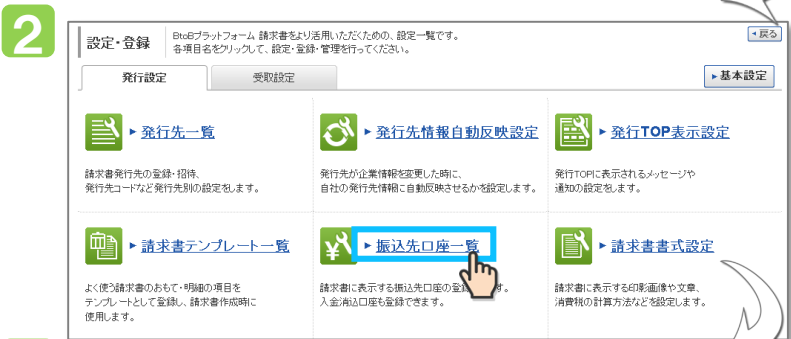 2
設定・登録
BtoBプラットフォーム 請求書をより活用いただくための、設定一覧です。
各項目名をクリックして、設定・登録・管理を行ってください。
戻る
発行設定
受取設定
基本設定
発行先一覧
発行先情報自動反映設定
発行TOP表示設定
請求書発行先の登録・招待、
発行先コードなど発行先別の設定をします。
発行先が企業情報を変更した時に、
自社の発行先情報に自動反映させるかを設定します。
発行TOPに表示されるメッセージや
通知の設定をします。
請求書テンプレート一覧
振込先口座一覧
請求書書式設定
よく使う請求書のおもて・明細の項目を
テンプレートとして登録し、請求書作成時に
使用します。
請求書に表示する振込先口座の登録 す。
入金消込口座も登録できます。
請求書に表示する印影画像や文章、
消費税の計算方法などを設定します。